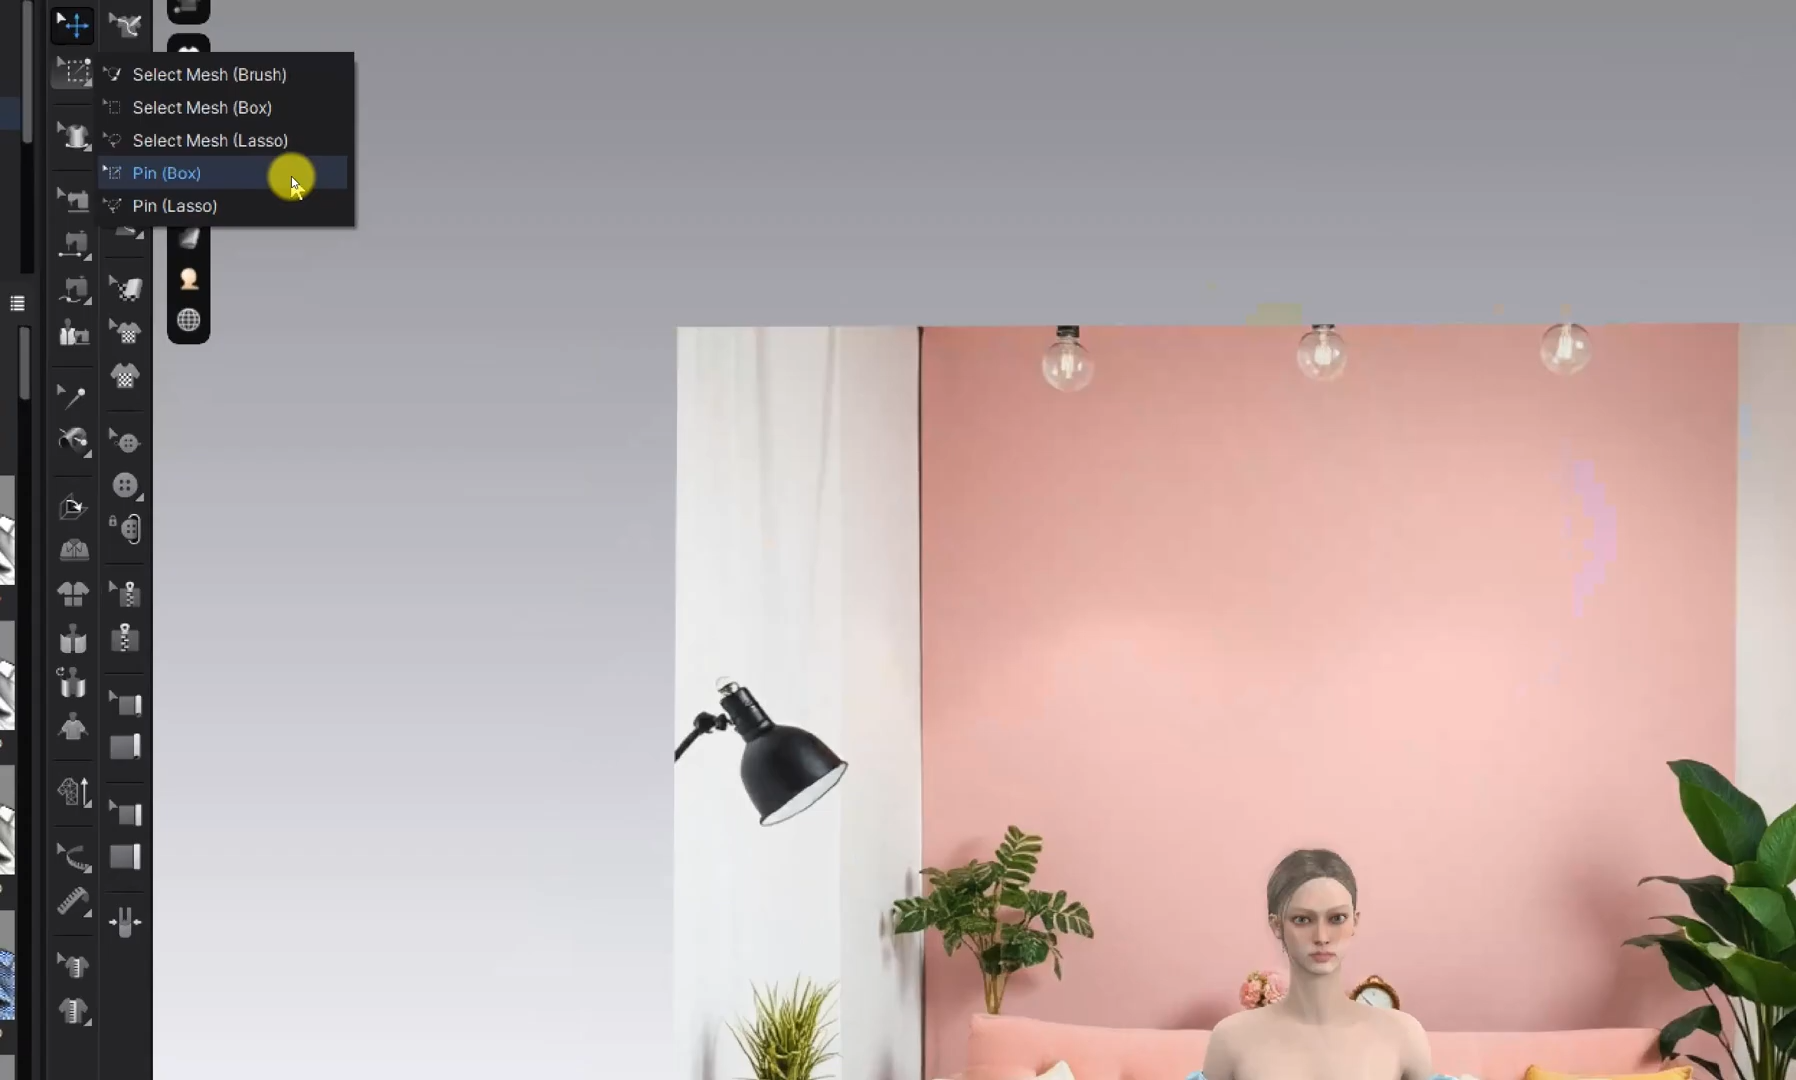 Select Mesh (Brush)
Select Mesh (Box)
Select Mesh (Lasso)
Pin (Box)
Pin (Lasso)